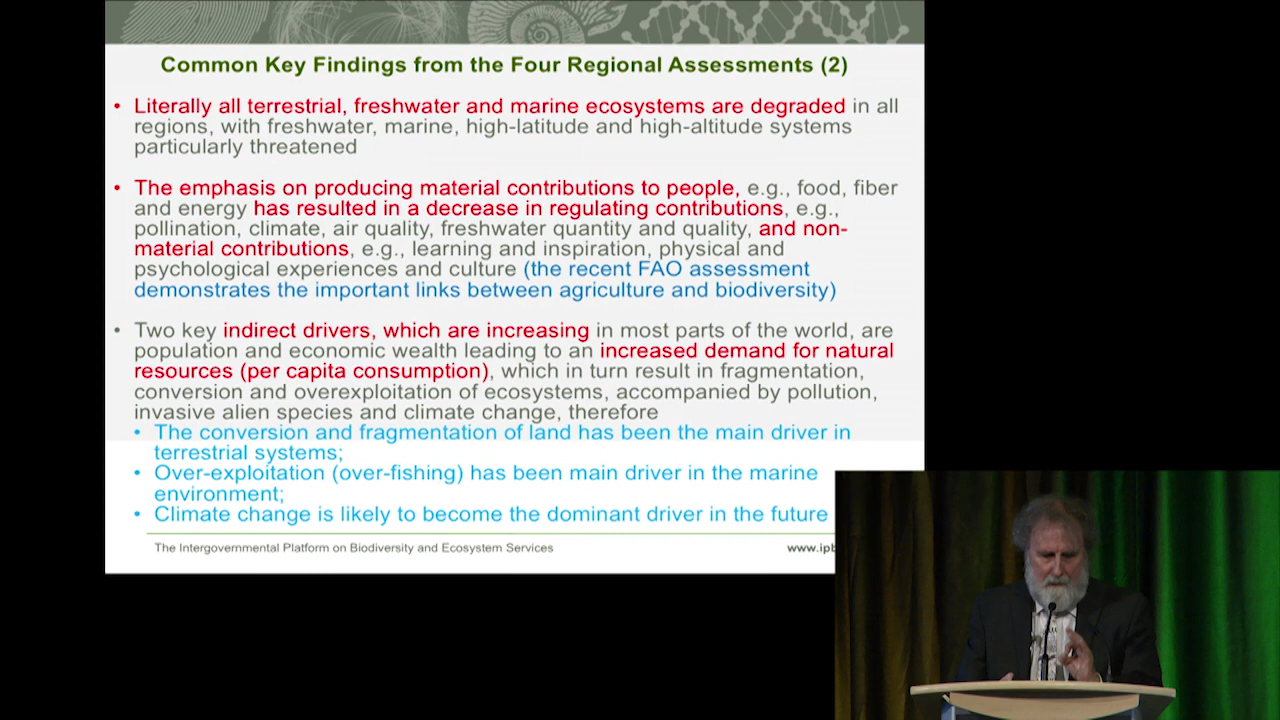 Common Key Findings from the Four Regional Assessments (2)
• Literally all terrestrial, freshwater and marine ecosystems are degraded in all
regions, with freshwater, marine, high-latitude and high-altitude systems
particularly threatened
• The emphasis on producing material contributions to people, e.g., food, fiber
and energy has resulted in a decrease in regulating contributions, e.g.,
pollination, climate, air quality, freshwater quantity and quality, and non-
material contributions, e.g., learning and inspiration, physical and
psychological experiences and culture (the recent FAO assessment
demonstrates the important links between agriculture and biodiversity)
• Two key indirect drivers, which are increasing in most parts of the world, are
population and economic wealth leading to an increased demand for natural
resources (per capita consumption), which in turn result in fragmentation,
conversion and overexploitation of ecosystems, accompanied by pollution,
invasive alien species and climate change, therefore
• The conversion and fragmentation of land has been the main driver in
terrestrial systems;
• Over-exploitation (over-fishing) has been main driver in the marine
environment;
• Climate change is likely to become the dominant driver in the future
The Intergovernmental Platform on Biodiversity and Ecosystem Services